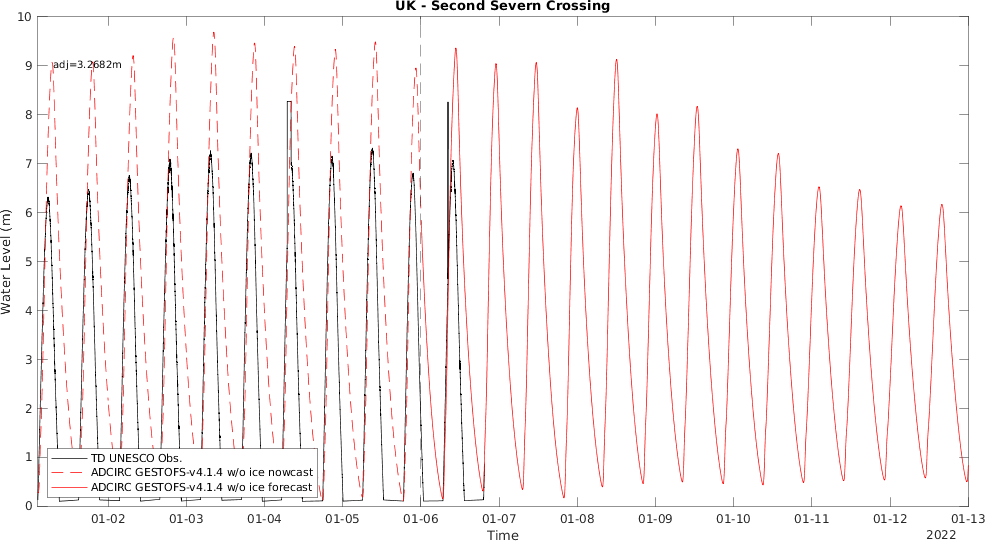 UK - Second Severn Crossing
10
9
8
7
6
5
4
3
2
1
0
Water Level (m)
adj=3.2682m
TD UNESCO Obs.
ADCIRC GESTOFS-v4.1.4 w/o ice nowcast
ADCIRC GESTOFS-v4.1.4 w/o ice forecast
01-02 01-03 01-04 01-05 01-06 01-07 01-08 01-09 01-10 01-11 01-12 01-13
Time
2022